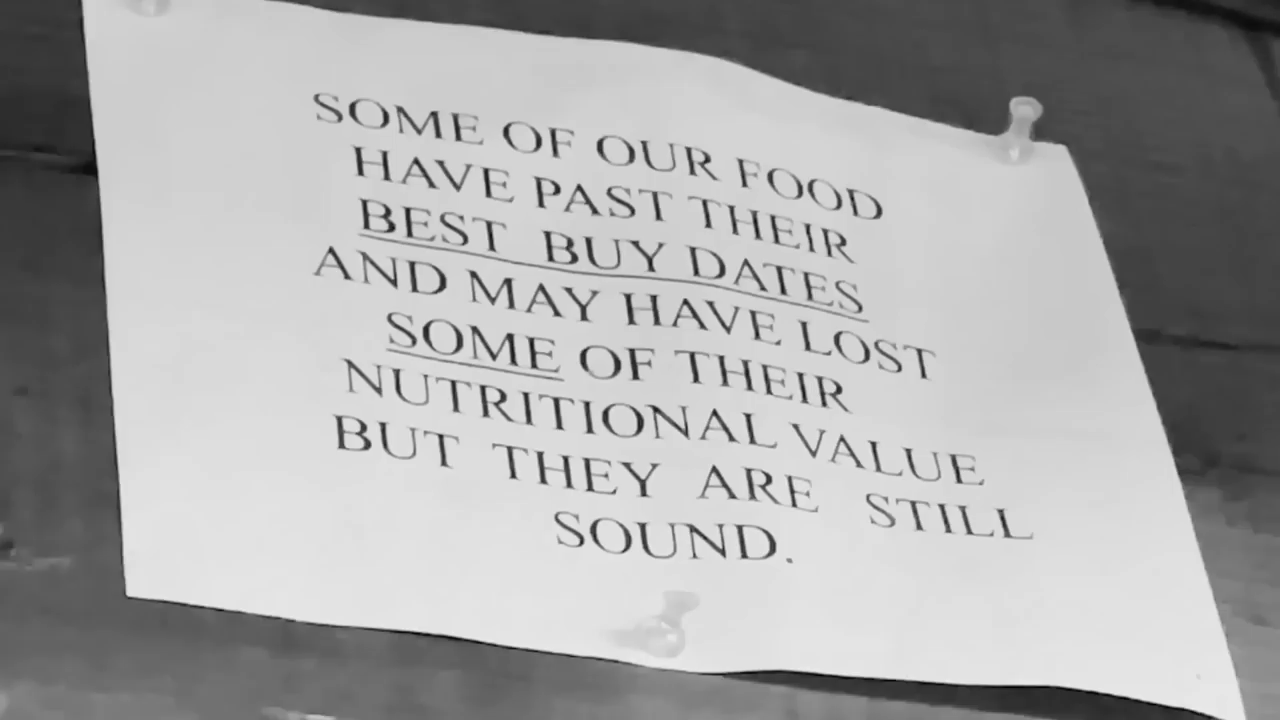 SOME OF OUR FOOD
HAVE PAST THEIR
BEST BUY DATES
AND MAY HAVE LOST
SOME OF THEIR
NUTRITIONAL VALUE
BUT THEY ARE STILL
SOUND.